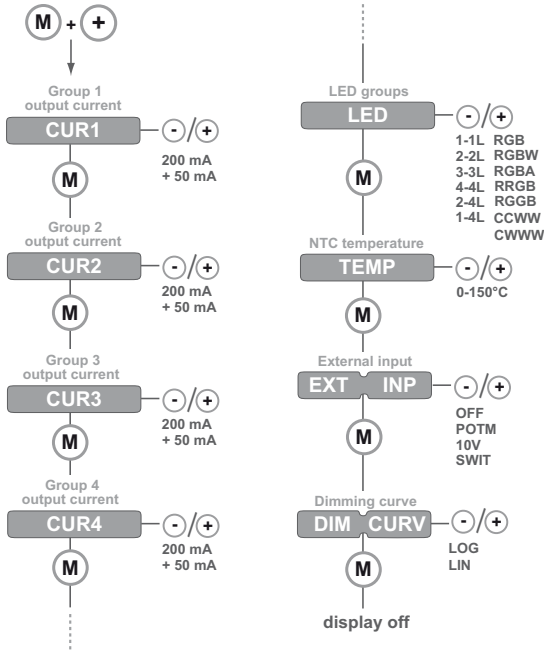 M + +
Group 1
output current
CUR1 - / +
200 mA
+ 50 mA
M
Group 2
output current
CUR2 - / +
200 mA
+ 50 mA
M
Group 3
output current
CUR3 - / +
200 mA
+ 50 mA
M
Group 4
output current
CUR4 - / +
200 mA
+ 50 mA
M
LED groups
LED - / +
1-1L RGB
2-2L RGBW
3-3L RGBA
4-4L RRGB
2-4L RGGB
1-4L CCWW
CWWW
M
NTC temperature
TEMP - / +
0-150°C
M
External input
EXT INP - / +
OFF
POTM
10V
SWIT
M
Dimming curve
DIM CURV - / +
LOG
LIN
M
display off